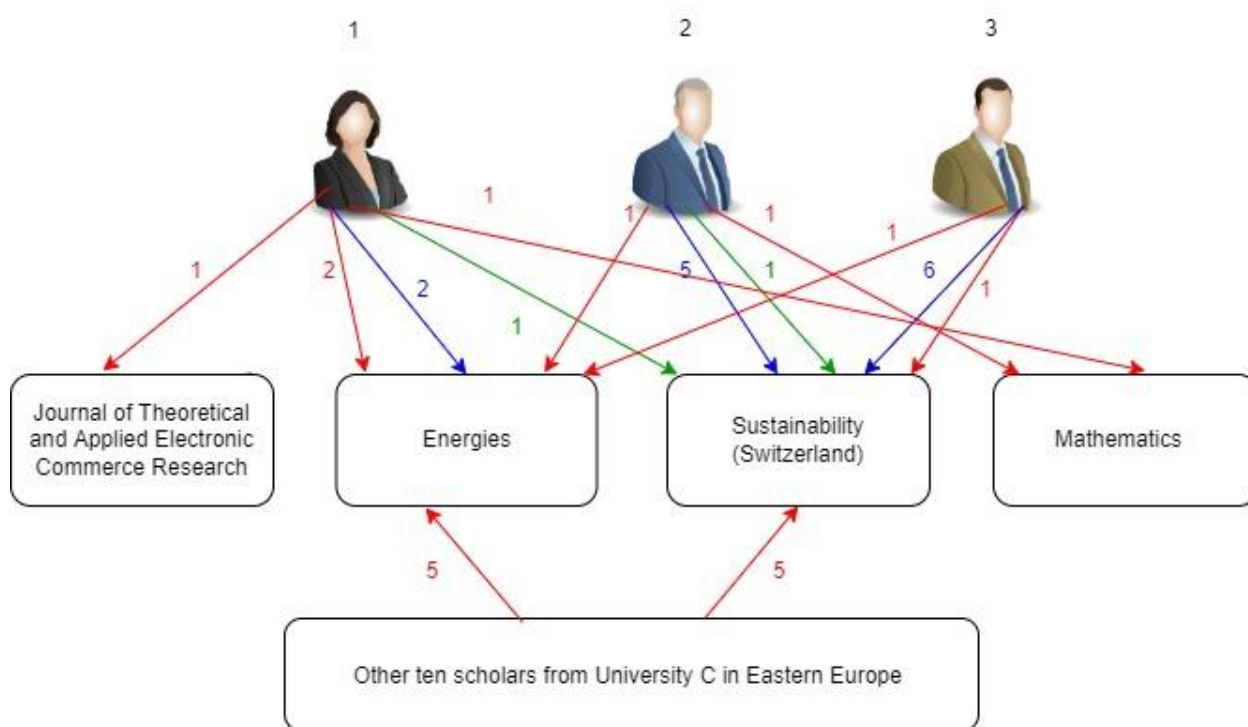 1
2
3
1
1
1
1
1
2
2
5
1
6
1
1
Journal of Theoretical
and Applied Electronic
Commerce Research
Energies
Sustainability
(Switzerland)
Mathematics
5
5
Other ten scholars from University C in Eastern Europe